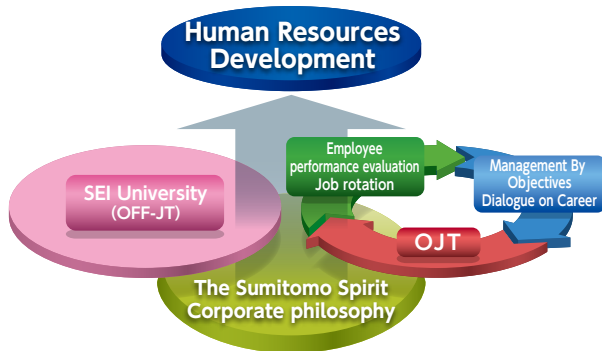 Human Resources
Development
Employee
performance evaluation
Job rotation
Management By
Objectives
Dialogue on Career
SEI University
(OFF-JT)
OJT
The Sumitomo Spirit
Corporate philosophy